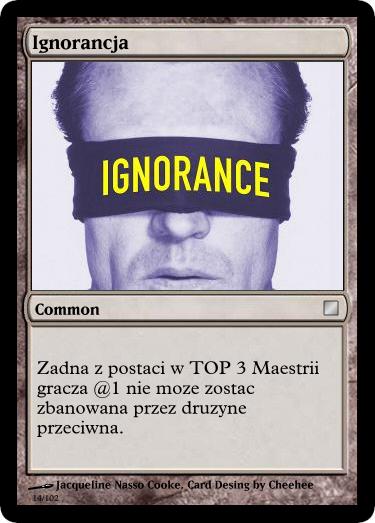 Ignorancja
IGNORANCE
Common
Zadna z postaci w TOP 3 Maestrii
gracza @1 nie moze zostac
zbanowana przez druzyne
przeciwna.
Jacqueline Nasso Cooke. Card Desing by Cheehee
14/102